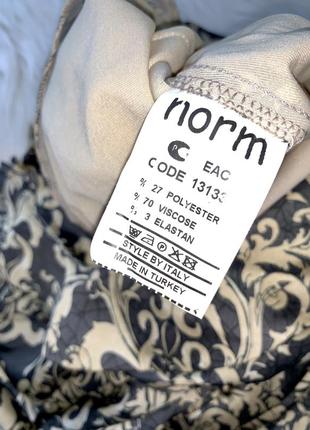 norm
EAC
CODE 13133
% 27 POLYESTER
% 70 VISCOSE
% 3 ELASTAN
STYLE BY ITALY
MADE IN TURKEY